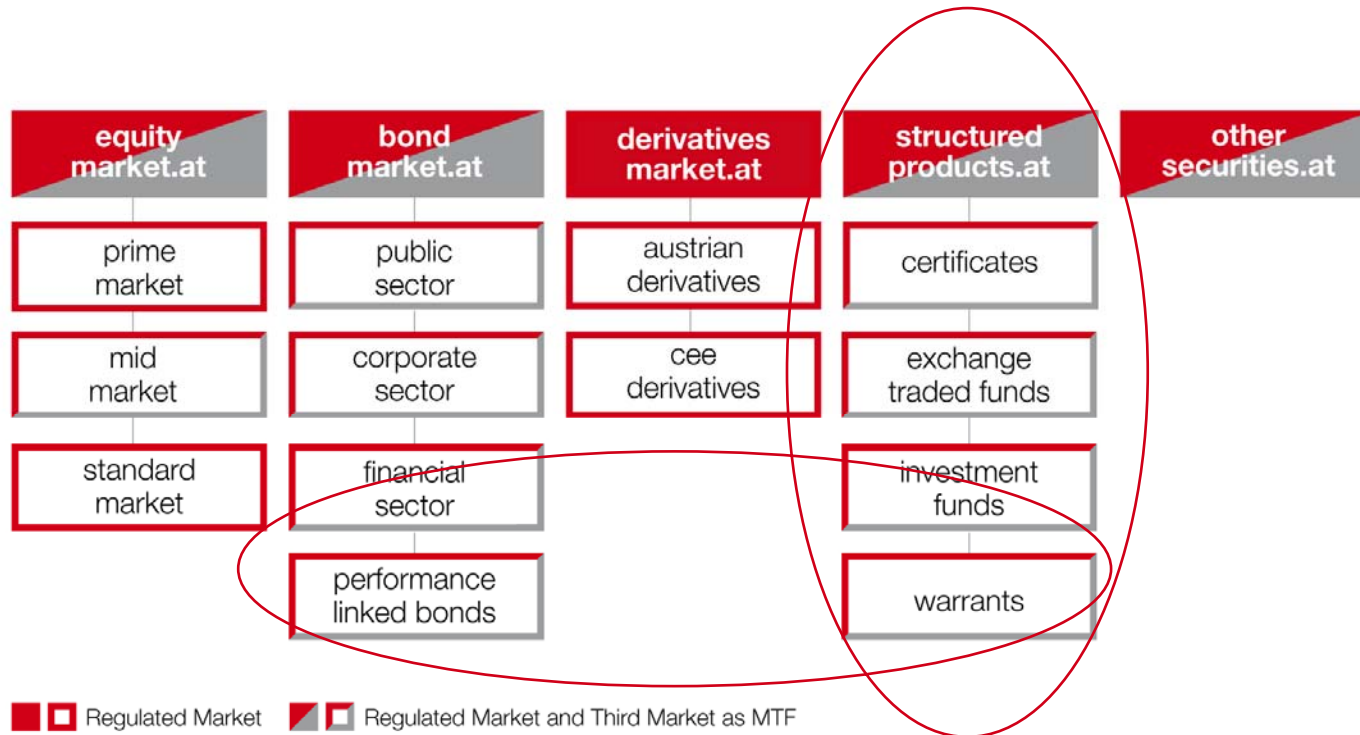 equity
market.at
prime
market
mid
market
standard
market
bond
market.at
public
sector
corporate
sector
financial
sector
performance
linked bonds
derivatives
market.at
austrian
derivatives
cee
derivatives
structured
products.at
certificates
exchange
traded funds
investment
funds
warrants
other
securities.at
Regulated Market
Regulated Market and Third Market as MTF